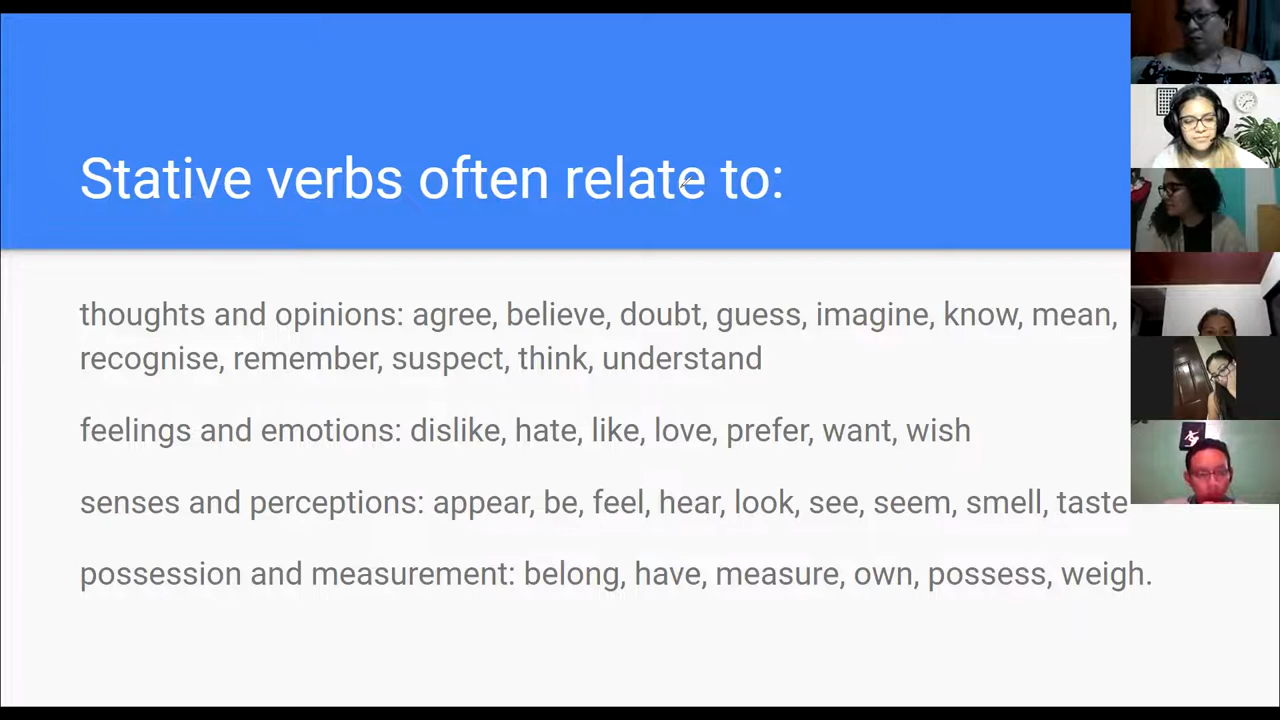 Stative verbs often relate to:
thoughts and opinions: agree, believe, doubt, guess, imagine, know, mean,
recognise, remember, suspect, think, understand
feelings and emotions: dislike, hate, like, love, prefer, want, wish
senses and perceptions: appear, be, feel, hear, look, see, seem, smell, taste
possession and measurement: belong, have, measure, own, possess, weigh.